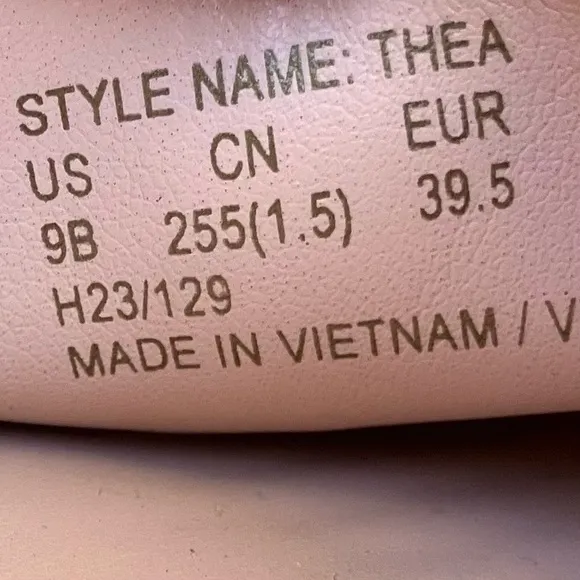 STYLE NAME: THEA
US CN EUR
9B 255(1.5) 39.5
H23/129
MADE IN VIETNAM / V